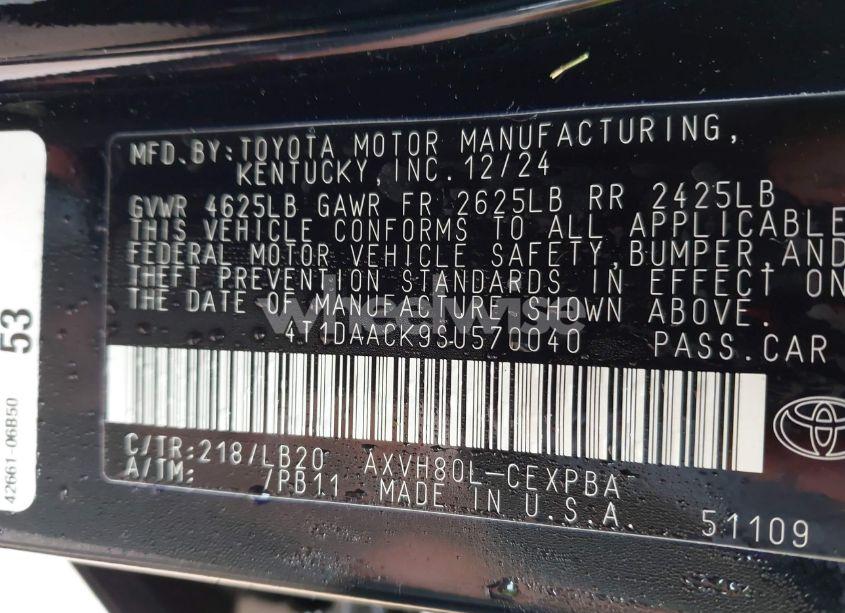 MFD.BY:TOYOTA MOTOR MANUFACTURING,
KENTUCKY, INC.12/24
GVWR 4625LB GAWR FR 2625LB RR 2425LB
THIS VEHICLE CONFORMS TO ALL APPLICABLE
FEDERAL MOTOR VEHICLE SAFETY,BUMPER,AND
THEFT PREVENTION STANDARDS IN EFFECT ON
THE DATE OF MANUFACTURE SHOWN ABOVE.
4T1DAACK9SU570040 PASS.CAR
C/TR:218/LB20 AXVH80L-CEXPBA
A/TM: /PB11 MADE IN U.S.A.
51109
53
42661-06B50